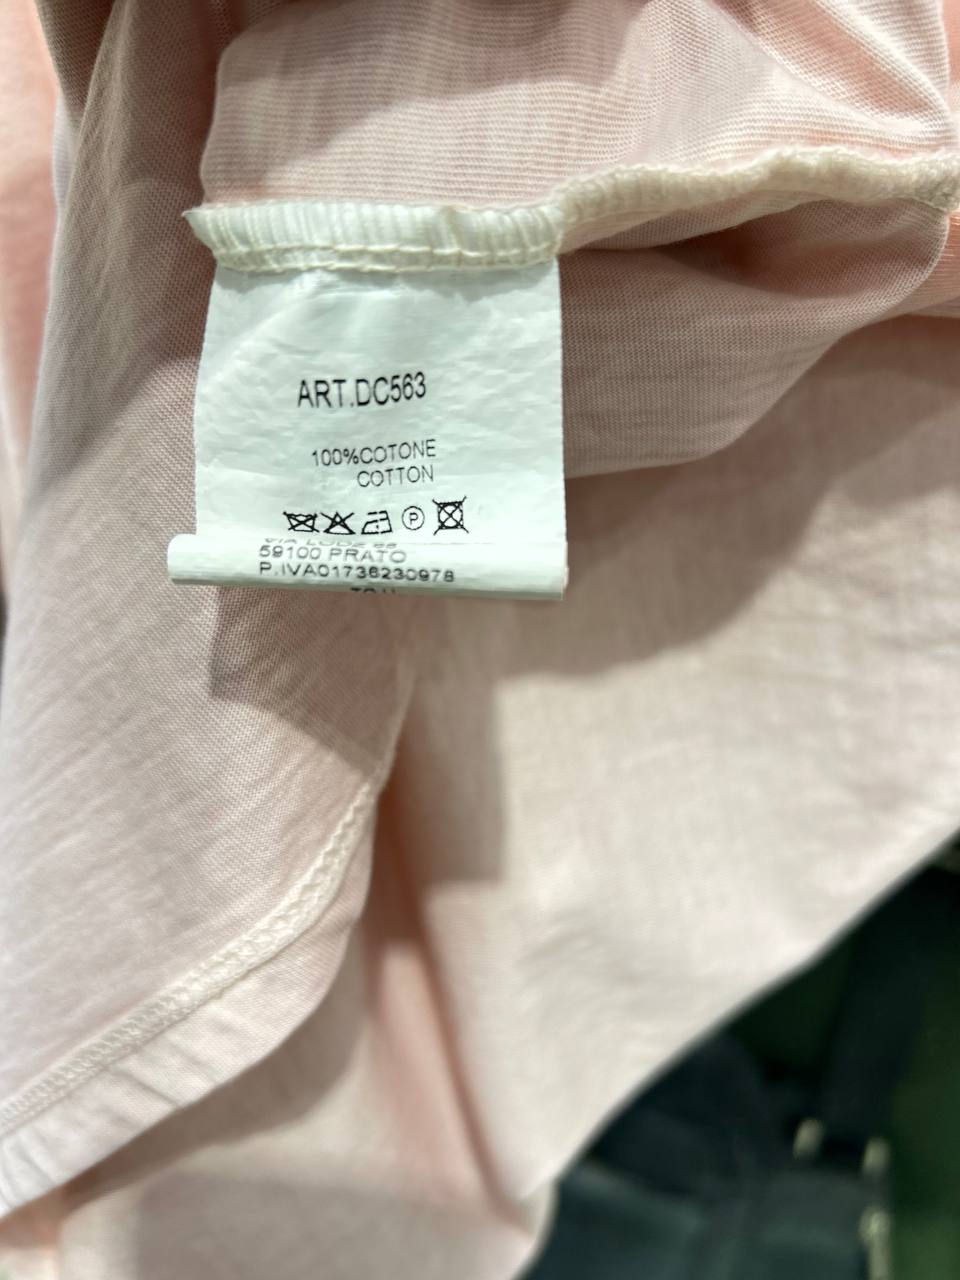 ART.DC563
100%COTONE
COTTON
P
59100 PRATO
P.IVA01736230978